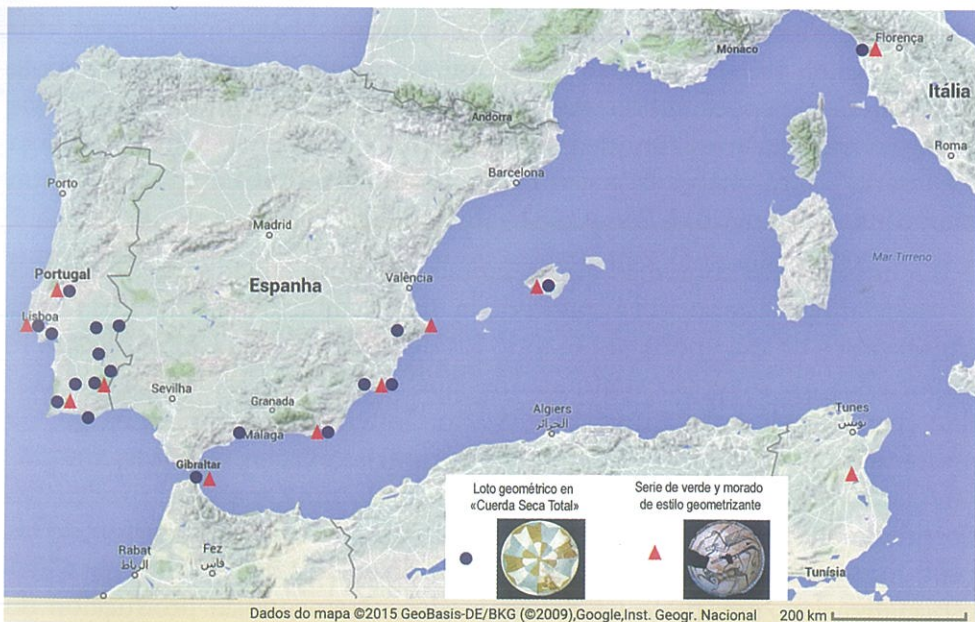 Florença
Mónaco
Itália
Andorra
Roma
Porto
Barcelona
Madrid
Mar Tirreno
Portugal
Espanha
València
Lisboa
Sevilha
Granada
Algiers
الجزائر
Tunes
تونس
Málaga
Gibraltar
Loto geométrico en
«Cuerda Seca Total»
Serie de verde y morado
de estilo geometrizante
Rabat
الرباط
Fez
فاس
Tunísia
Dados do mapa ©2015 GeoBasis-DE/BKG (©2009),Google,Inst. Geogr. Nacional 200 km